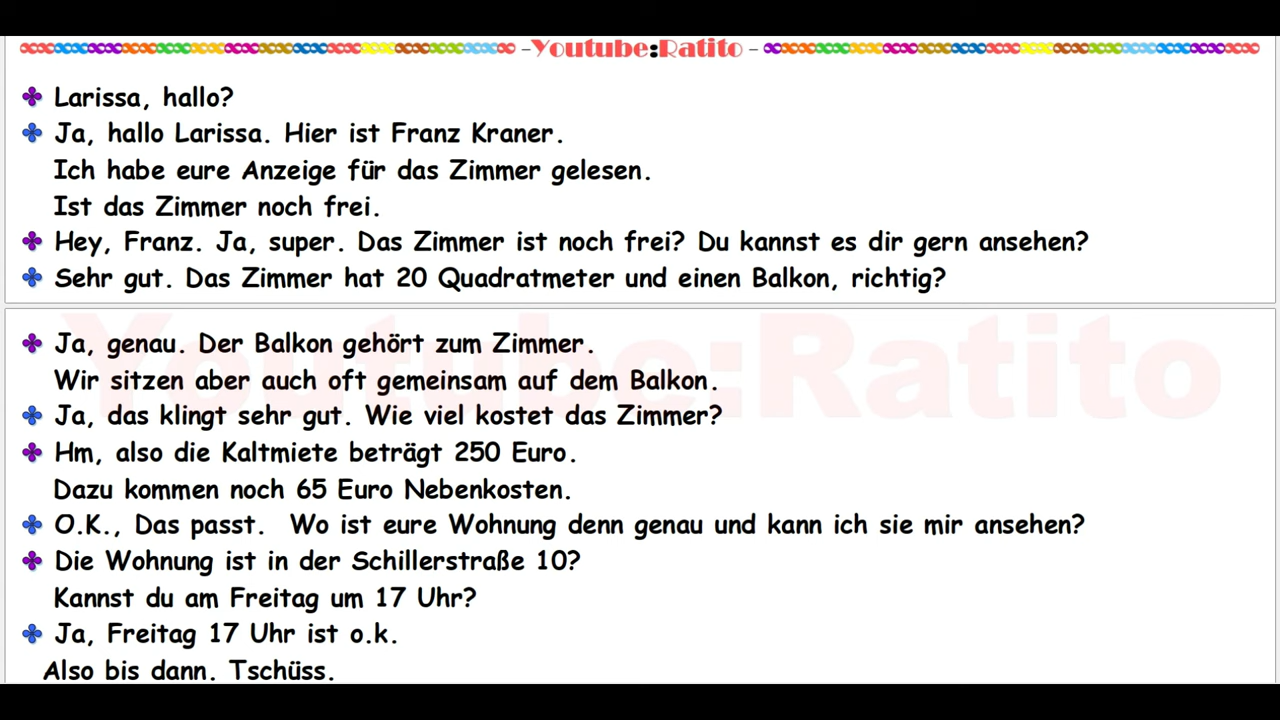 -Youtube:Ratito -
Larissa, hallo?
Ja, hallo Larissa. Hier ist Franz Kraner.
Ich habe eure Anzeige für das Zimmer gelesen.
Ist das Zimmer noch frei.
Hey, Franz. Ja, super. Das Zimmer ist noch frei? Du kannst es dir gern ansehen?
Sehr gut. Das Zimmer hat 20 Quadratmeter und einen Balkon, richtig?
Youtube:Ratito
Ja, genau. Der Balkon gehört zum Zimmer.
Wir sitzen aber auch oft gemeinsam auf dem Balkon.
Ja, das klingt sehr gut. Wie viel kostet das Zimmer?
Hm, also die Kaltmiete beträgt 250 Euro.
Dazu kommen noch 65 Euro Nebenkosten.
O.K., Das passt. Wo ist eure Wohnung denn genau und kann ich sie mir ansehen?
Die Wohnung ist in der Schillerstraße 10?
Kannst du am Freitag um 17 Uhr?
Ja, Freitag 17 Uhr ist o.k.
Also bis dann. Tschüss.